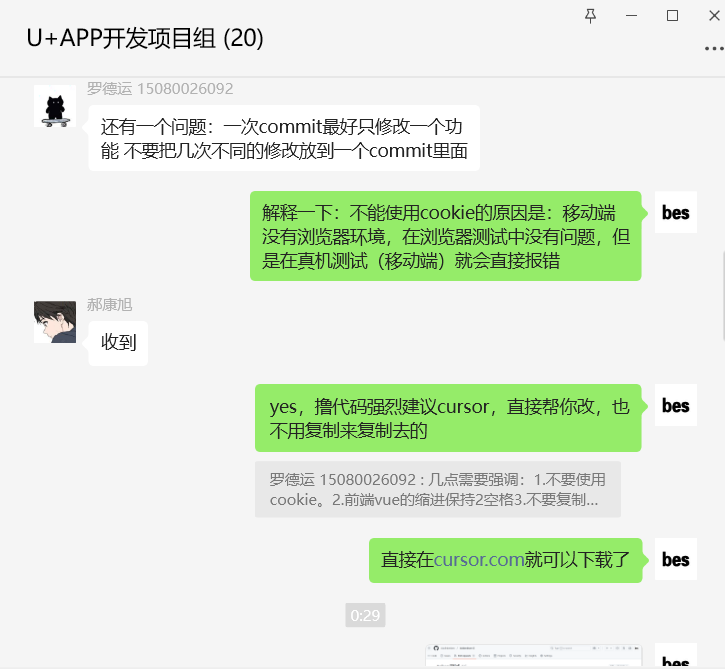 U+APP开发项目组 (20)
罗德运 15080026092
还有一个问题：一次commit最好只修改一个功
能 不要把几次不同的修改放到一个commit里面
解释一下：不能使用cookie的原因是：移动端
没有浏览器环境，在浏览器测试中没有问题，但
是在真机测试（移动端）就会直接报错
bes
郝康旭
收到
yes，撸代码强烈建议cursor，直接帮你改，也
不用复制来复制去的
bes
罗德运 15080026092 : 几点需要强调：1.不要使用
cookie。2.前端vue的缩进保持2空格3.不要复制...
直接在cursor.com就可以下载了
bes
0:29
bes